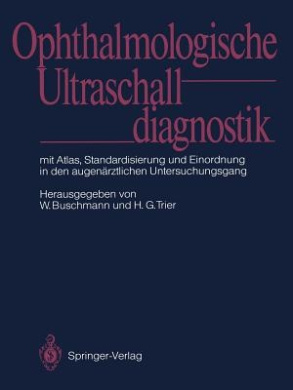 Ophthalmologische
Ultraschall
diagnostik
mit Atlas, Standardisierung und Einordnung
in den augenärztlichen Untersuchungsgang
Herausgegeben von
W. Buschmann und H. G. Trier
Springer-Verlag